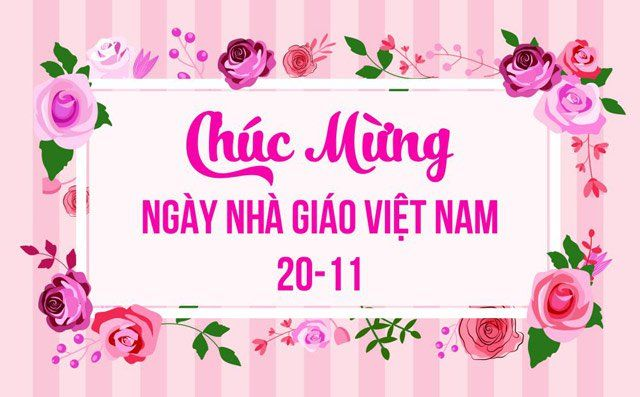 Chúc Mừng
NGÀY NHÀ GIÁO VIỆT NAM
20-11